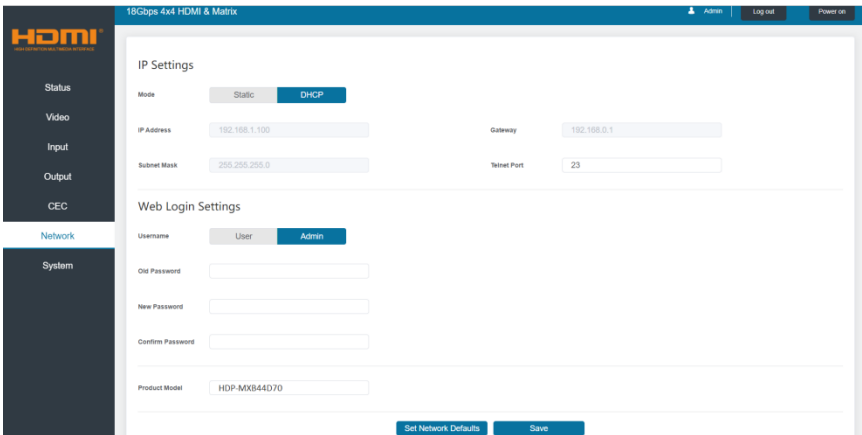 18Gbps 4x4 HDMI & Matrix
Admin
Log out
Power on
HDMI®
HIGH DEFINITION MULTIMEDIA INTERFACE
Status
Video
Input
Output
CEC
Network
System
IP Settings
Mode Static DHCP
IP Address 192.168.1.100 Gateway 192.168.0.1
Subnet Mask 255.255.255.0 Telnet Port 23
Web Login Settings
Username User Admin
Old Password
New Password
Confirm Password
Product Model HDP-MXB44D70
Set Network Defaults Save